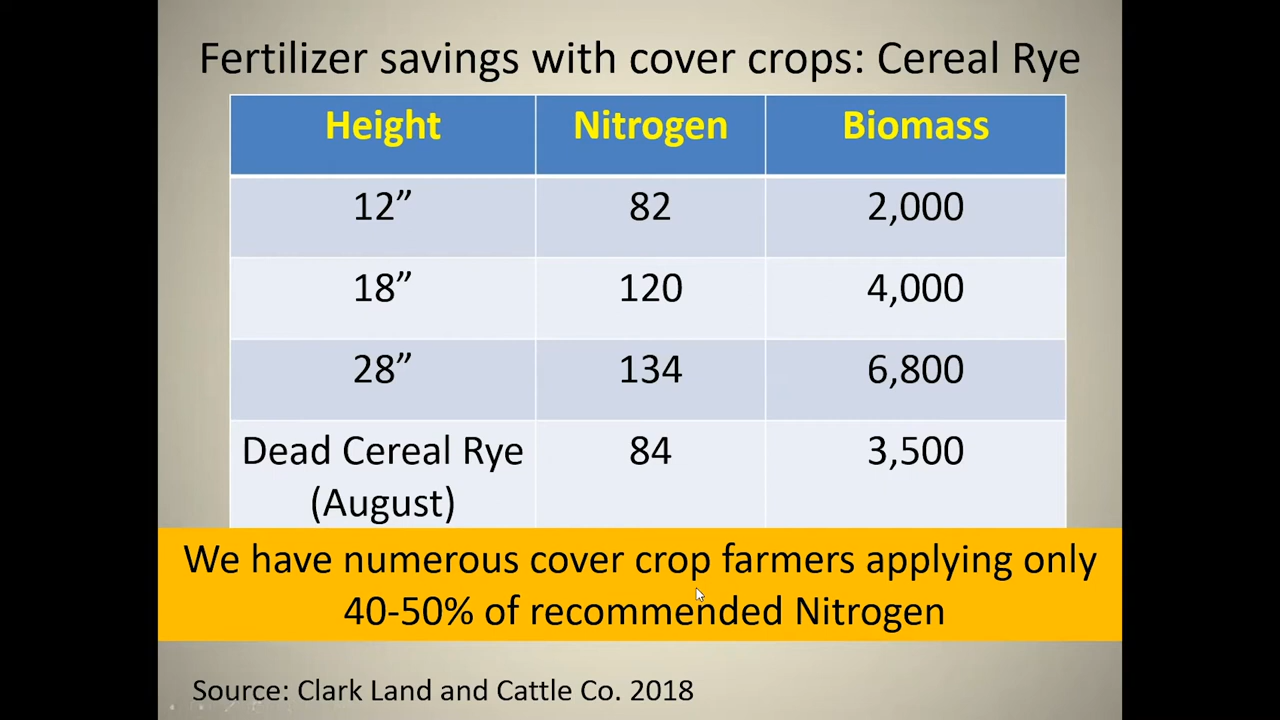 Fertilizer savings with cover crops: Cereal Rye
Height Nitrogen Biomass
12” 82 2,000
18” 120 4,000
28” 134 6,800
Dead Cereal Rye 84 3,500
(August)
We have numerous cover crop farmers applying only
40-50% of recommended Nitrogen
Source: Clark Land and Cattle Co. 2018